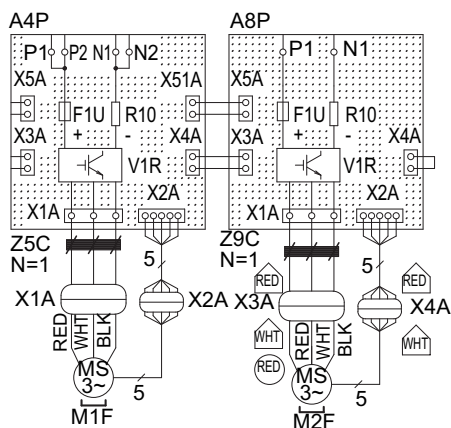 A4P A8P
P1 P2 N1 N2 P1 N1
X5A X51A X5A
F1U R10 F1U R10
X3A + - X4A X3A + - X4A
V1R V1R
X2A X2A
X1A X1A
Z5C Z9C
N=1 5 N=1 5
RED RED
X1A X2A X3A X4A
RED WHT BLK WHT RED WHT BLK WHT
RED
MS MS
3~ 5 3~ 5
M1F M2F